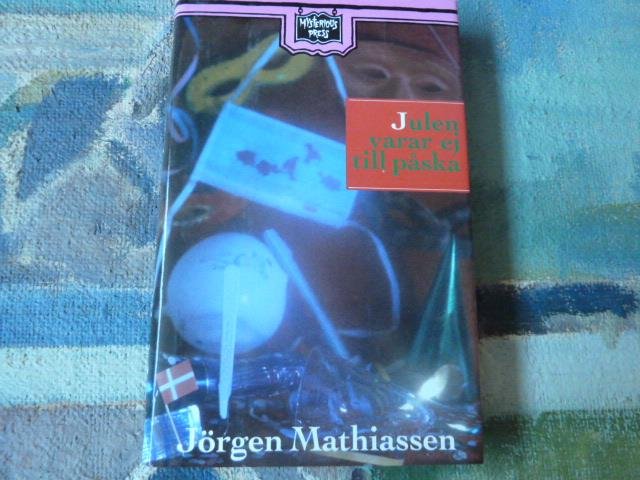 MYSTERIOUS
PRESS
Julen
varar ej
till påska
Jörgen Mathiassen